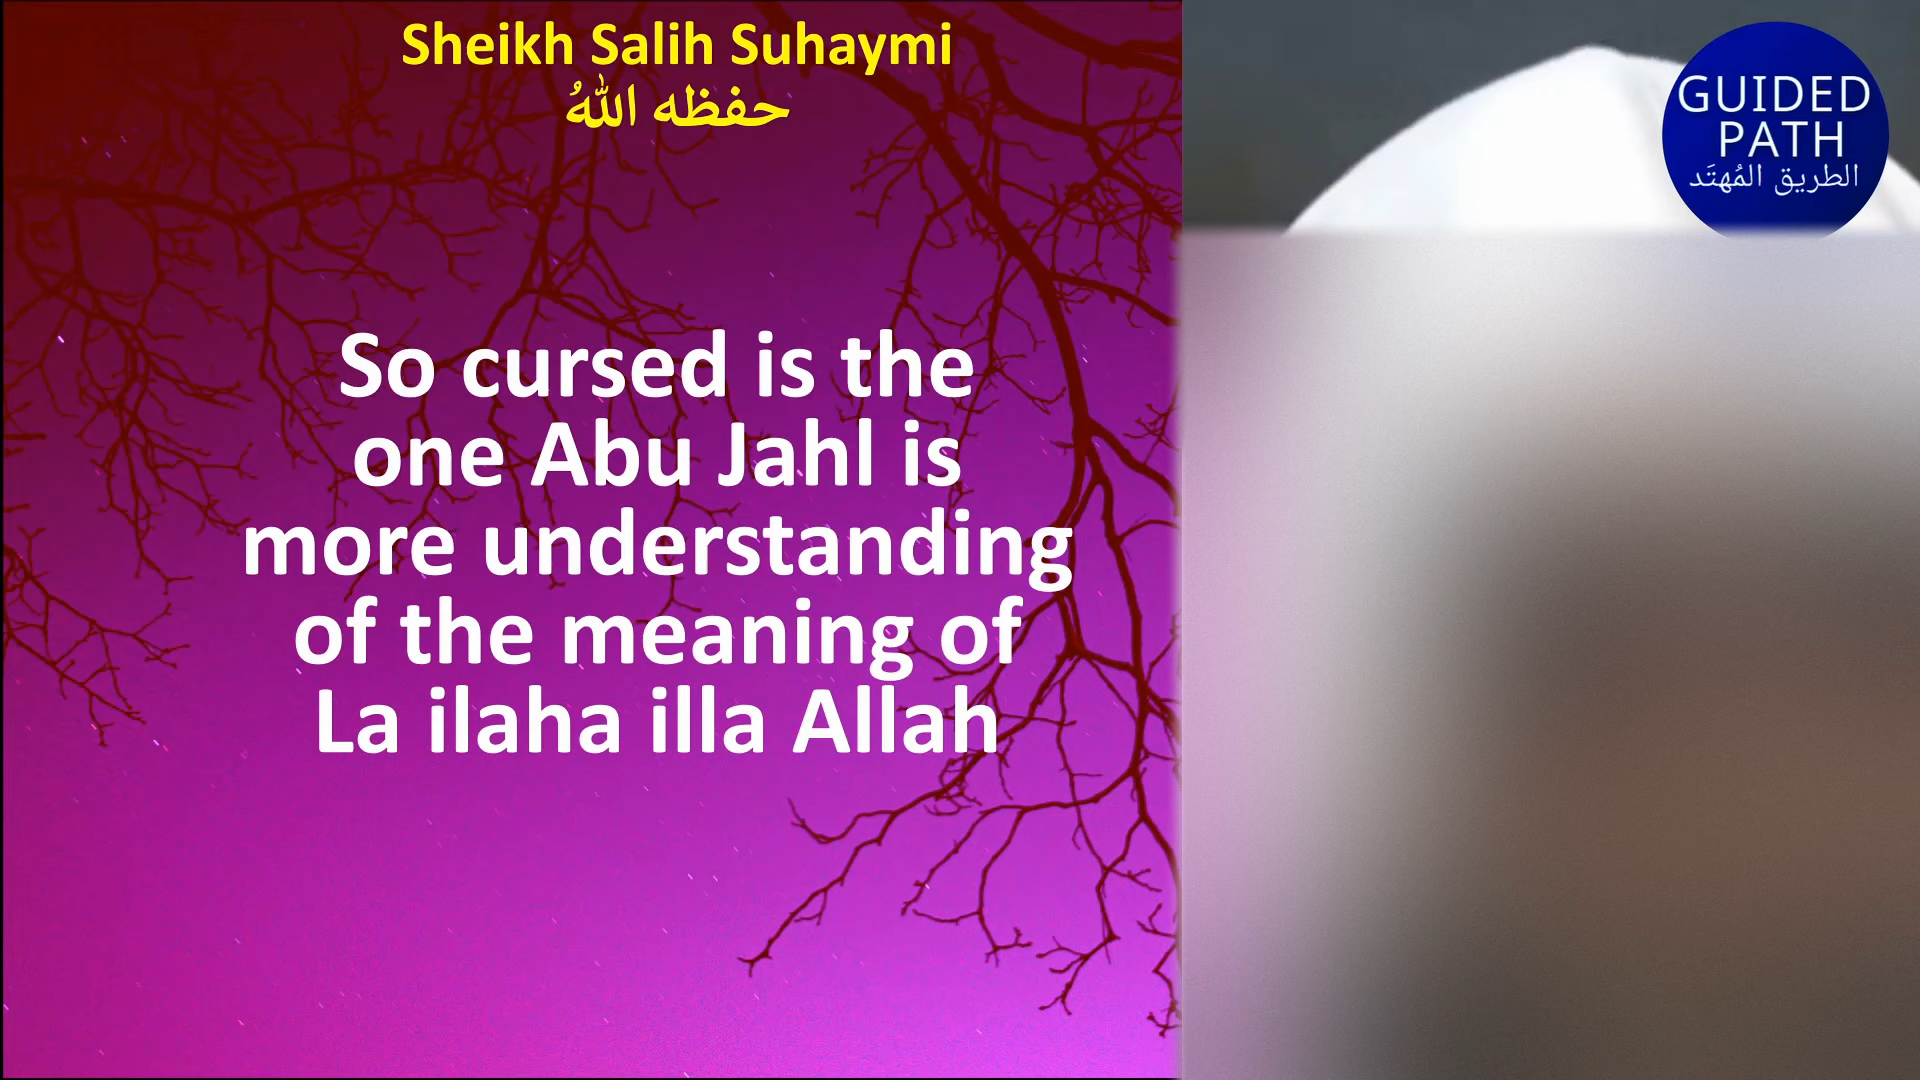 Sheikh Salih Suhaymi
حفظه اللهُ
So cursed is the
one Abu Jahl is
more understanding
of the meaning of
La ilaha illa Allah
GUIDED
PATH
الطريق المُهتَد